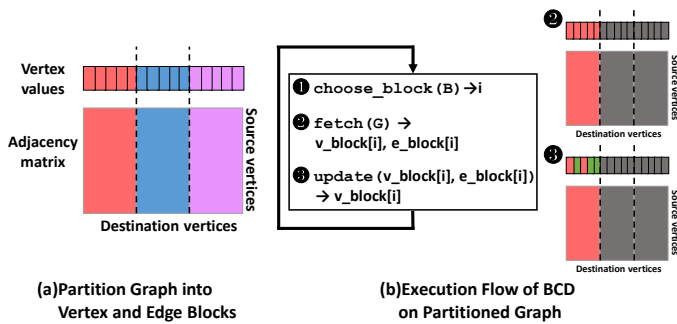 Vertex
values
Adjacency
matrix
Source vertices
Destination vertices
(a)Partition Graph into
Vertex and Edge Blocks
❶ choose_block(B)→i
❷ fetch(G) →
v_block[i], e_block[i]
❸ update(v_block[i], e_block[i])
→ v_block[i]
❷
Source vertices
Destination vertices
❸
Source vertices
Destination vertices
(b)Execution Flow of BCD
on Partitioned Graph